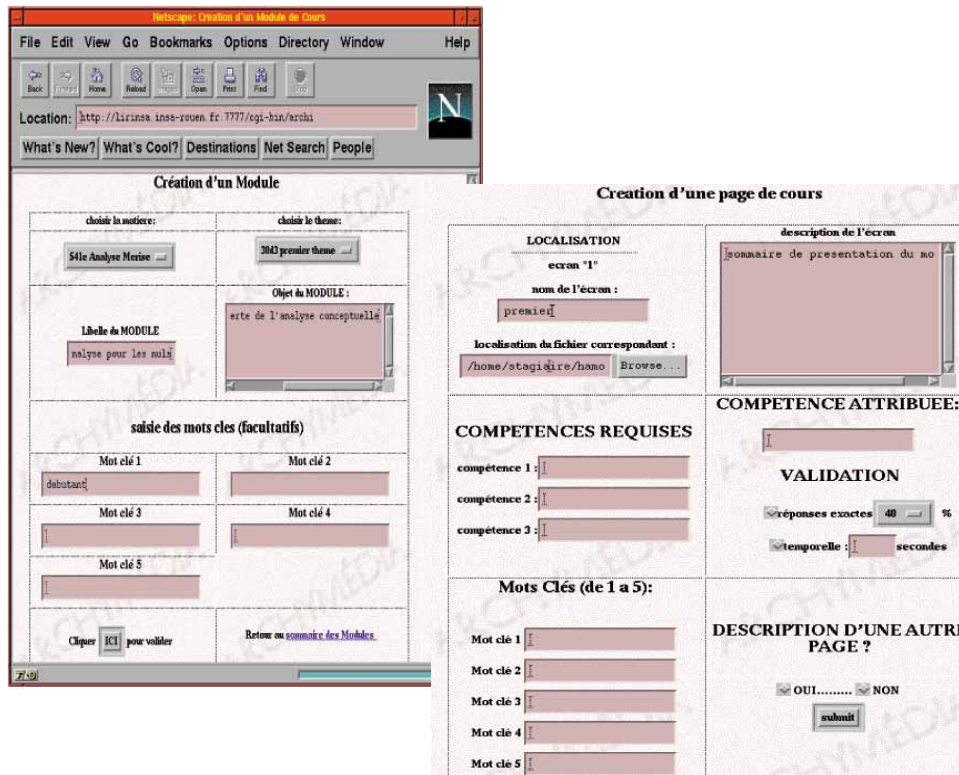 Netscape: Creation d'un Module de Cours
File Edit View Go Bookmarks Options Directory Window Help
Back Forward Home Reload Images Open Print Find Stop
Location: http://lirinsa.insa-rouen.fr:7777/cgi-bin/archi
N
What's New? What's Cool? Destinations Net Search People
Création d'un Module
choisir la matiere:
choisir le theme:
541e Analyse Merise
3043 premier theme
Libelle du MODULE
nalyse pour les nuls
Objet du MODULE :
erte de l'analyse conceptuelle
saisie des mots cles (facultatifs)
Mot clé 1
Mot clé 2
debutant
Mot clé 3
Mot clé 4
Mot clé 5
Cliquer ICI pour valider
Retour au sommaire des Modules
Creation d'une page de cours
LOCALISATION
ecran "1"
nom de l'écran :
premier
localisation du fichier correspondant :
/home/stagiaire/hamo Browse...
description de l'écran
sommaire de presentation du mo
COMPETENCES REQUISES
compétence 1 :
compétence 2 :
compétence 3 :
COMPETENCE ATTRIBUEE:
VALIDATION
réponses exactes 40 %
temporelle : secondes
Mots Clés (de 1 a 5):
Mot clé 1
Mot clé 2
Mot clé 3
Mot clé 4
Mot clé 5
DESCRIPTION D'UNE AUTRE
PAGE ?
OUI......... NON
submit
ARCHYMÉDIA